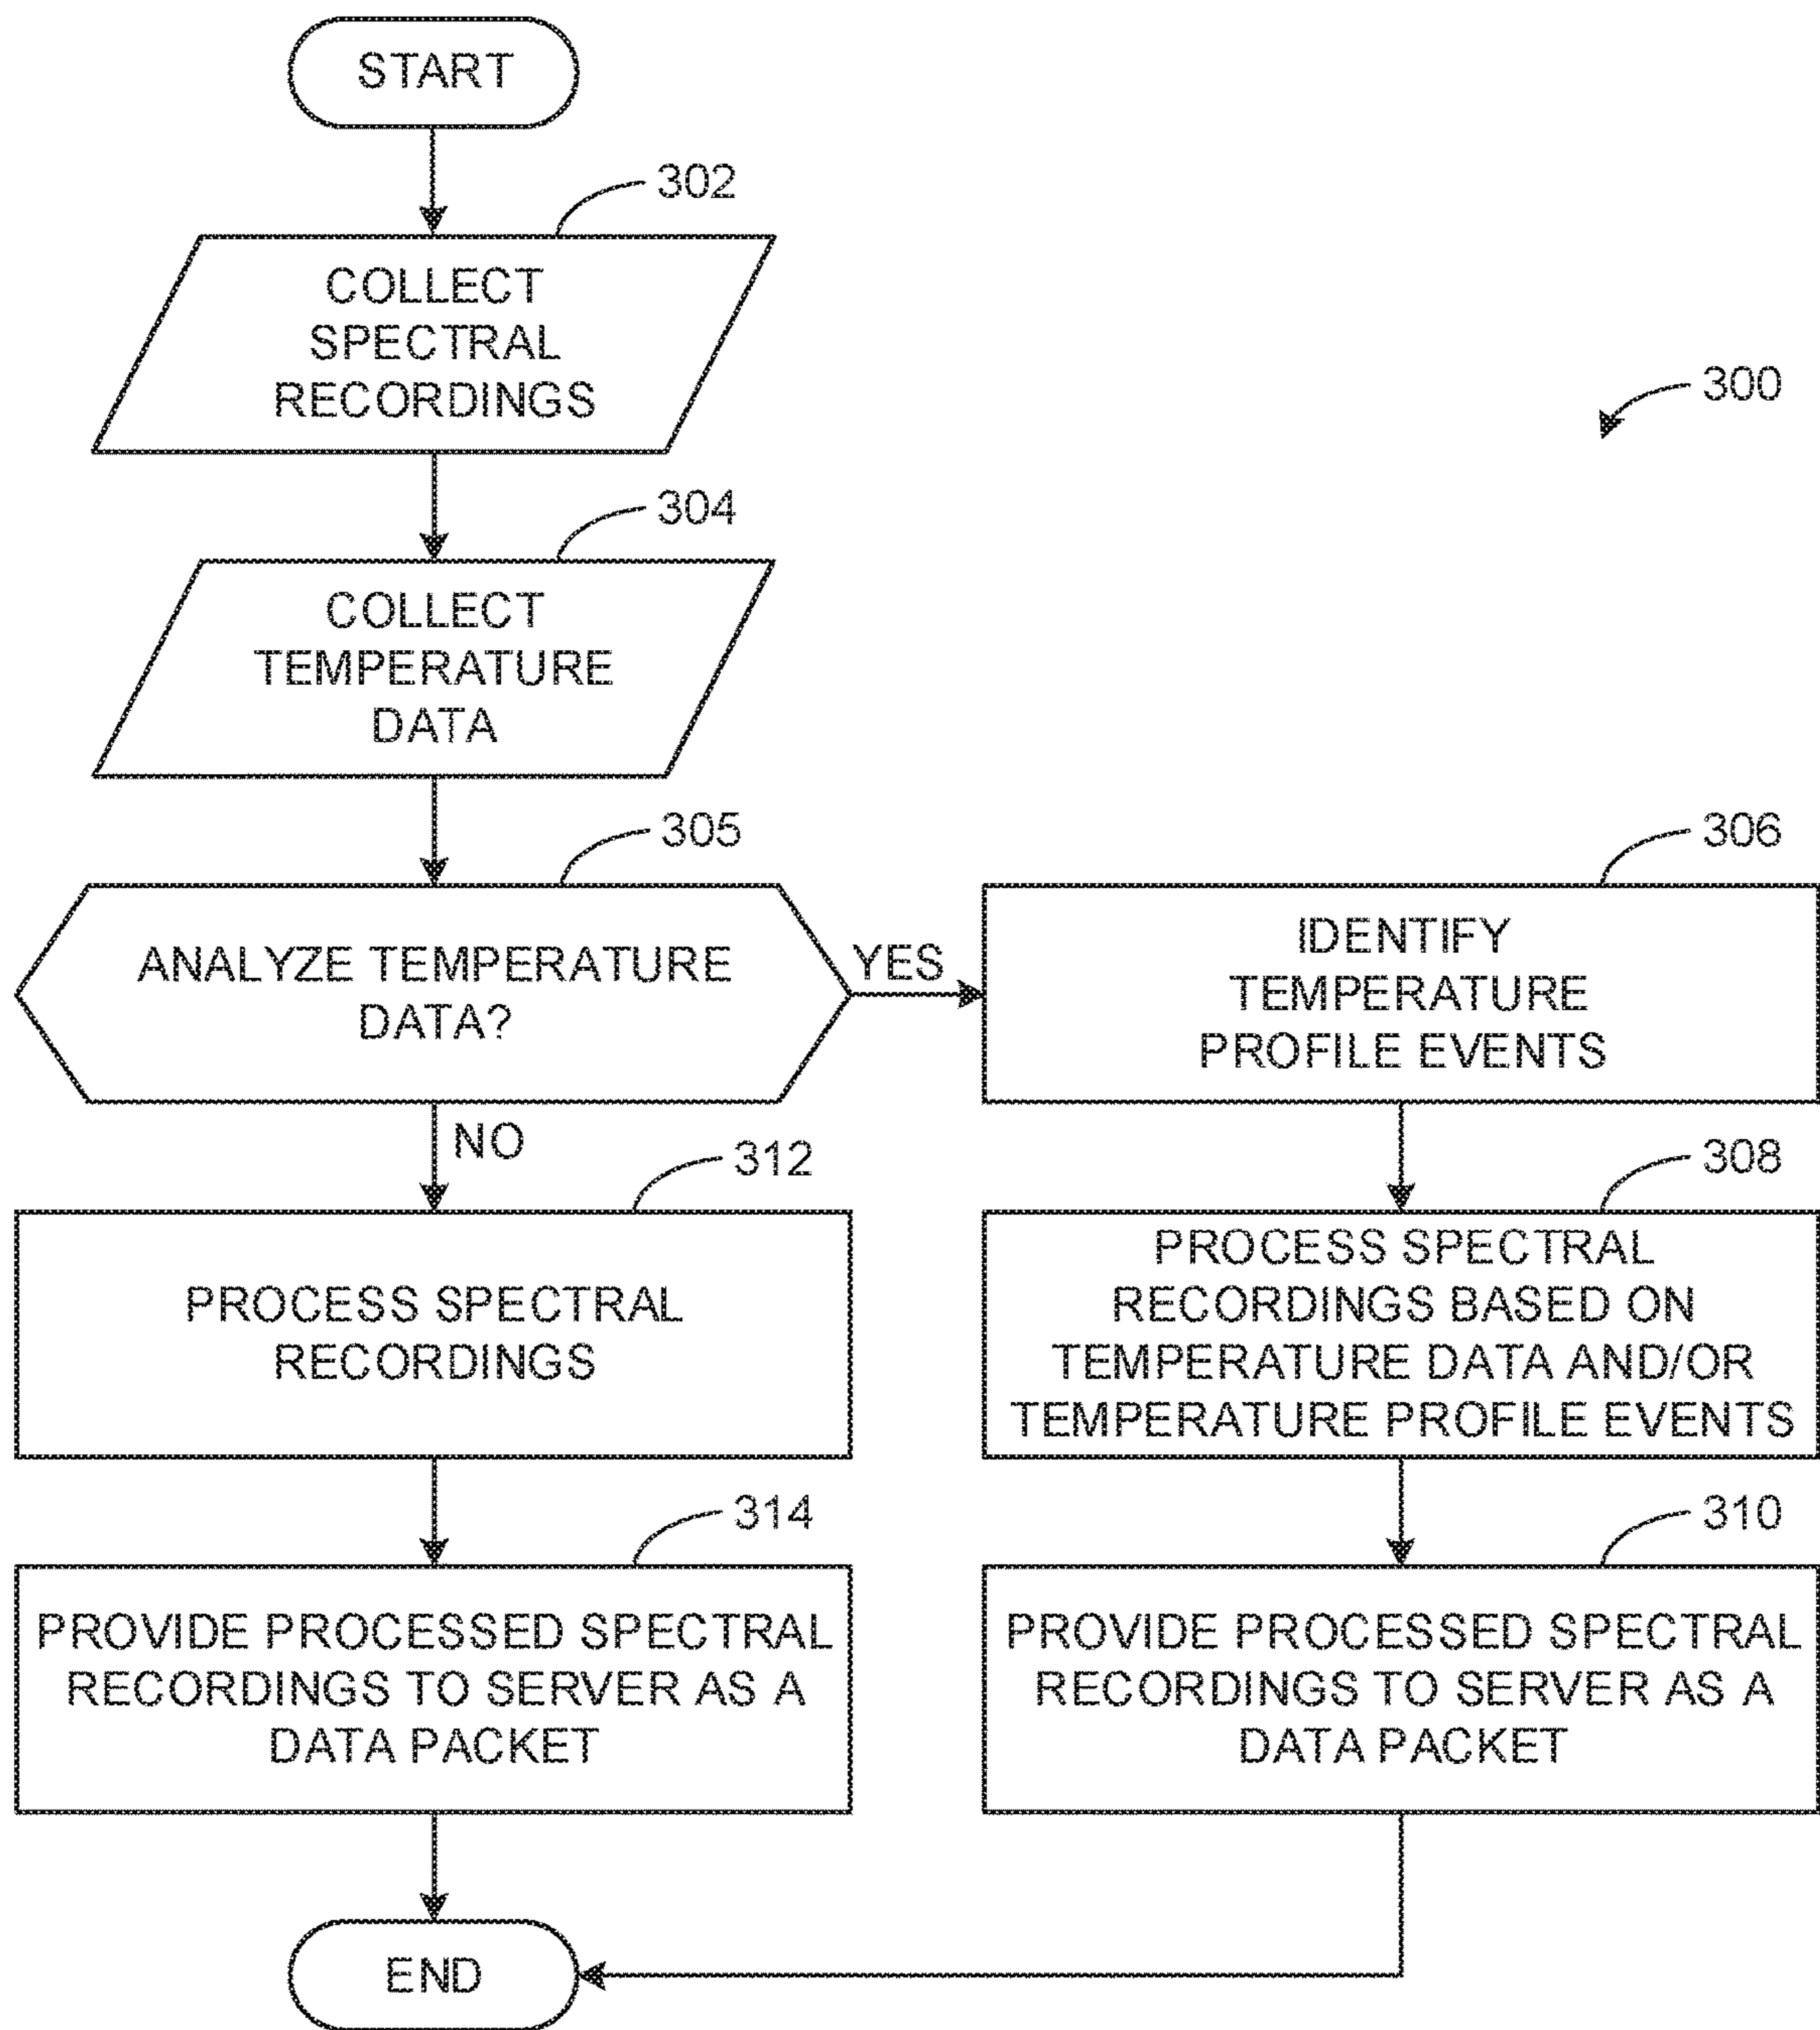 START
302
COLLECT
SPECTRAL
RECORDINGS
300
304
COLLECT
TEMPERATURE
DATA
305
ANALYZE TEMPERATURE
DATA?
YES
306
IDENTIFY
TEMPERATURE
PROFILE EVENTS
NO
312
PROCESS SPECTRAL
RECORDINGS
308
PROCESS SPECTRAL
RECORDINGS BASED ON
TEMPERATURE DATA AND/OR
TEMPERATURE PROFILE EVENTS
314
PROVIDE PROCESSED SPECTRAL
RECORDINGS TO SERVER AS A
DATA PACKET
310
PROVIDE PROCESSED SPECTRAL
RECORDINGS TO SERVER AS A
DATA PACKET
END